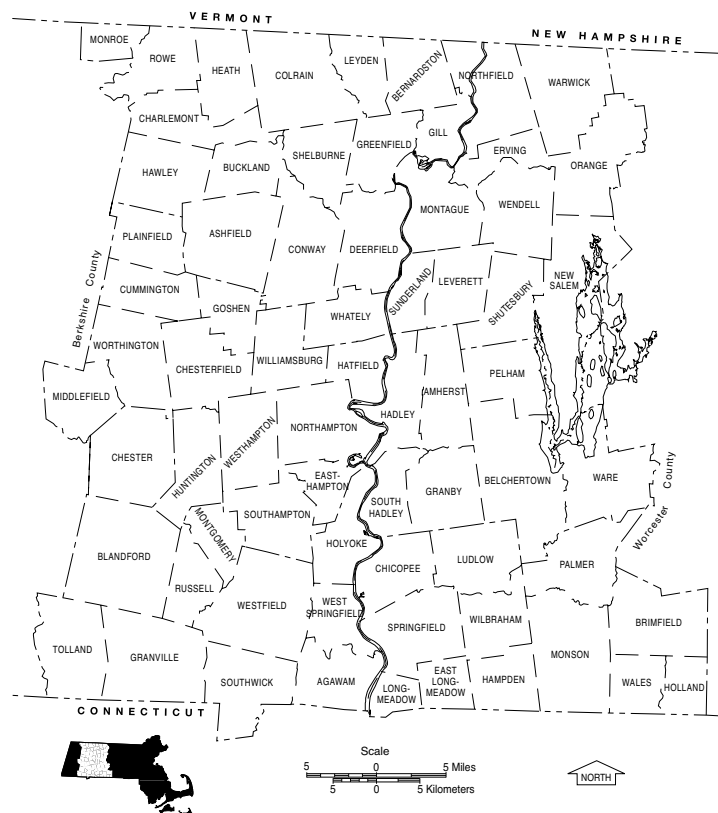 VERMONT
NEW HAMPSHIRE
MONROE
ROWE
HEATH
COLRAIN
LEYDEN
BERNARDSTON
NORTHFIELD
WARWICK
CHARLEMONT
SHELBURNE
GREENFIELD
GILL
ERVING
ORANGE
HAWLEY
BUCKLAND
MONTAGUE
WENDELL
PLAINFIELD
ASHFIELD
CONWAY
DEERFIELD
SUNDERLAND
LEVERETT
SHUTESBURY
NEW
SALEM
Berkshire County
CUMMINGTON
GOSHEN
WHATELY
WORTHINGTON
CHESTERFIELD
WILLIAMSBURG
HATFIELD
PELHAM
MIDDLEFIELD
AMHERST
HADLEY
NORTHAMPTON
CHESTER
HUNTINGTON
WESTHAMPTON
EAST-
HAMPTON
SOUTH
HADLEY
GRANBY
BELCHERTOWN
WARE
Worcester County
MONTGOMERY
SOUTHAMPTON
HOLYOKE
BLANDFORD
RUSSELL
CHICOPEE
LUDLOW
PALMER
WESTFIELD
WEST
SPRINGFIELD
SPRINGFIELD
WILBRAHAM
BRIMFIELD
TOLLAND
GRANVILLE
SOUTHWICK
AGAWAM
LONG-
MEADOW
EAST
LONG-
MEADOW
HAMPDEN
MONSON
WALES
HOLLAND
CONNECTICUT
Scale
5 0 5 Miles
5 0 5 Kilometers
NORTH